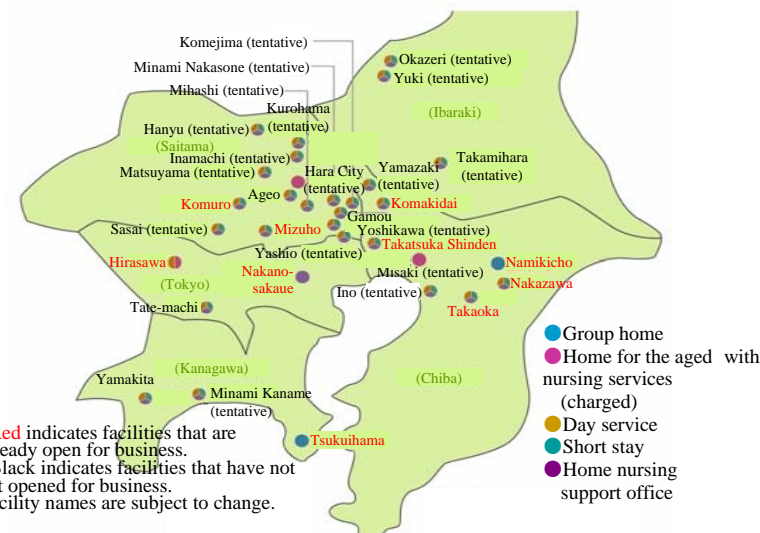 Komejima (tentative)
Minami Nakasone (tentative)
Mihashi (tentative)
Kurohama
(tentative)
Hanyu (tentative)
(Saitama)
Inamachi (tentative)
Matsuyama (tentative)
Hara City
(tentative)
Ageo
Komuro
Sasai (tentative)
Mizuho
Okazeri (tentative)
Yuki (tentative)
(Ibaraki)
Takamihara
(tentative)
Yamazaki
(tentative)
Komakidai
Gamou
Yoshikawa (tentative)
Yashio (tentative)
Takatsuka Shinden
Hirasawa
(Tokyo)
Nakano-
sakaue
Misaki (tentative)
Namikicho
Nakazawa
Ino (tentative)
Takaoka
Tate-machi
(Kanagawa)
Yamakita
Minami Kaname
(tentative)
(Chiba)
Tsukuihama
Group home
Home for the aged with
nursing services
(charged)
Day service
Short stay
Home nursing
support office
ed indicates facilities that are
eady open for business.
lack indicates facilities that have not
t opened for business.
cility names are subject to change.